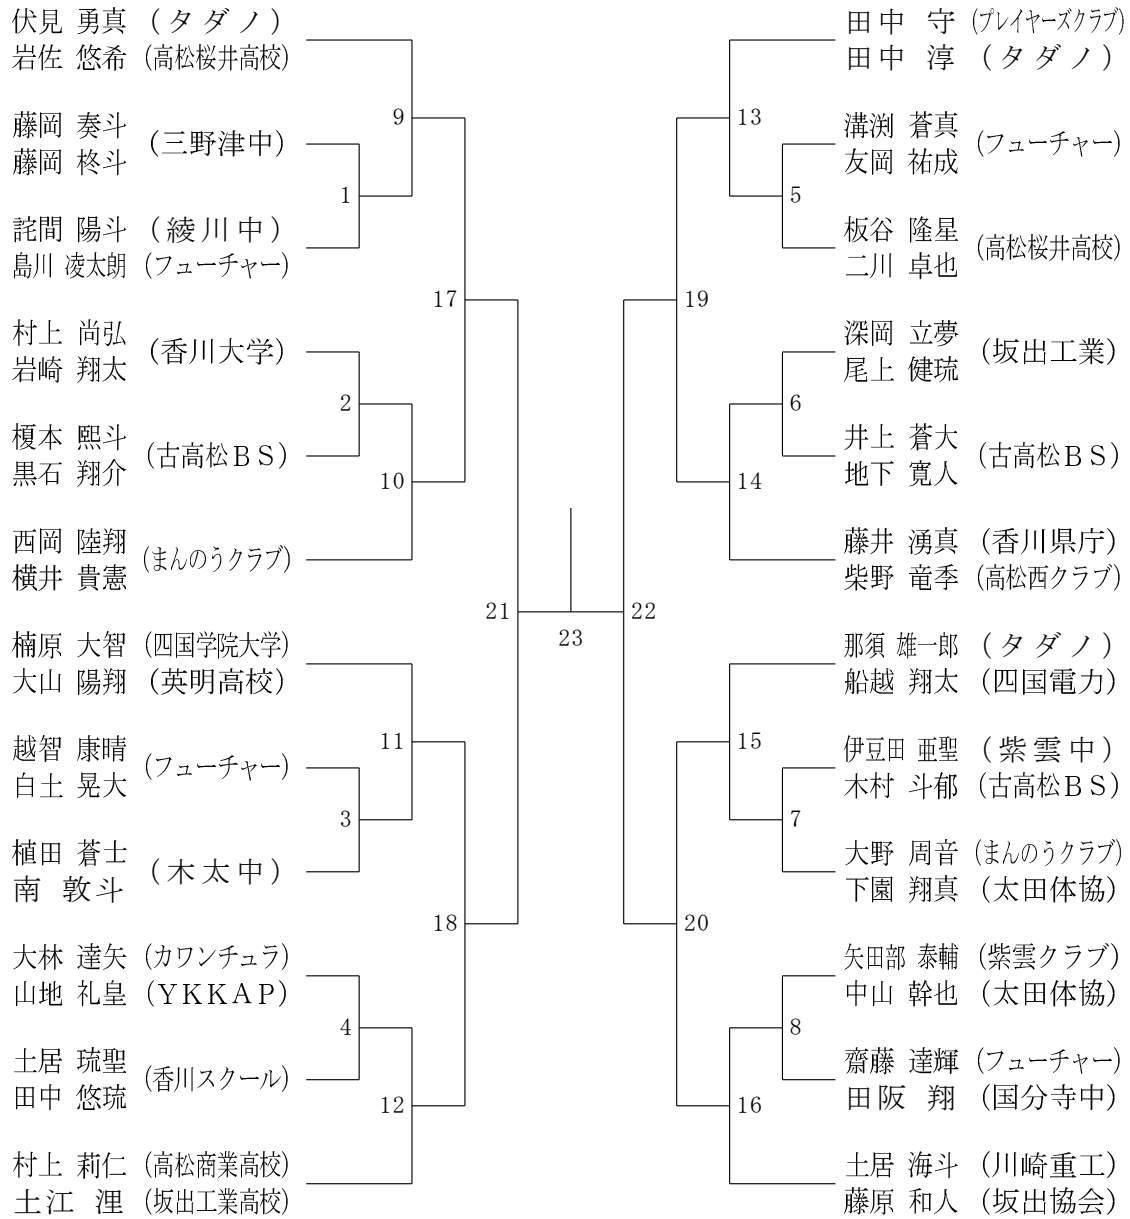 伏見 勇真 (タダノ)
岩佐 悠希 (高松桜井高校)
藤岡 奏斗
藤岡 柊斗
(三野津中)
詫間 陽斗 (綾川中)
島川 凌太朗 (フューチャー)
村上 尚弘
岩崎 翔太
(香川大学)
榎本 熙斗
黒石 翔介
(古高松BS)
西岡 陸翔
横井 貴憲
(まんのうクラブ)
楠原 大智 (四国学院大学)
大山 陽翔 (英明高校)
越智 康晴
白土 晃大
(フューチャー)
植田 蒼士
南 敦斗
(木太中)
大林 達矢 (カワンチュラ)
山地 礼皇 (YKKAP)
土居 琉聖
田中 悠琉
(香川スクール)
村上 莉仁 (高松商業高校)
土江 浬 (坂出工業高校)
9
1
17
2
10
21
11
3
18
4
12
23
13
5
19
6
14
22
15
7
20
8
16
田中 守 (プレイヤーズクラブ)
田中 淳 (タダノ)
溝渕 蒼真
友岡 祐成
(フューチャー)
板谷 隆星
二川 卓也
(高松桜井高校)
深岡 立夢
尾上 健琉
(坂出工業)
井上 蒼大
地下 寛人
(古高松BS)
藤井 湧真 (香川県庁)
柴野 竜季 (高松西クラブ)
那須 雄一郎 (タダノ)
船越 翔太 (四国電力)
伊豆田 亜聖 (紫雲中)
木村 斗郁 (古高松BS)
大野 周音 (まんのうクラブ)
下園 翔真 (太田体協)
矢田部 泰輔 (紫雲クラブ)
中山 幹也 (太田体協)
齋藤 達輝 (フューチャー)
田阪 翔 (国分寺中)
土居 海斗 (川崎重工)
藤原 和人 (坂出協会)